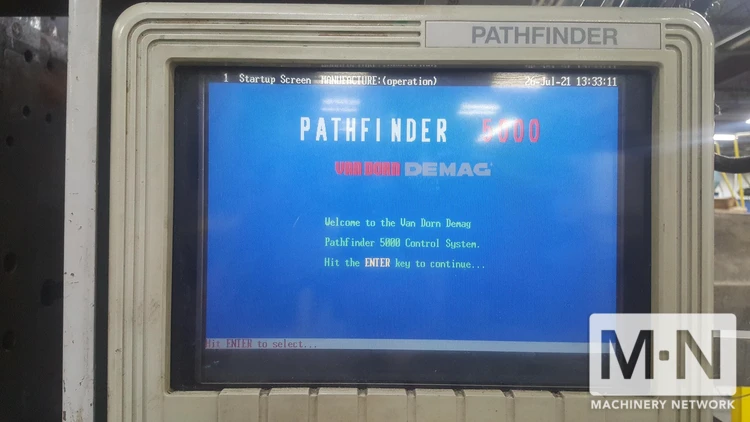 PATHFINDER
1 Startup Screen MANUFACTURE:(operation) 26-Jul-21 13:33:11
PATHFINDER 5000
VAN DORN DEMAG
Welcome to the Van Dorn Demag
Pathfinder 5000 Control System.
Hit the ENTER key to continue...
Hit ENTER to select...
M·N
MACHINERY NETWORK